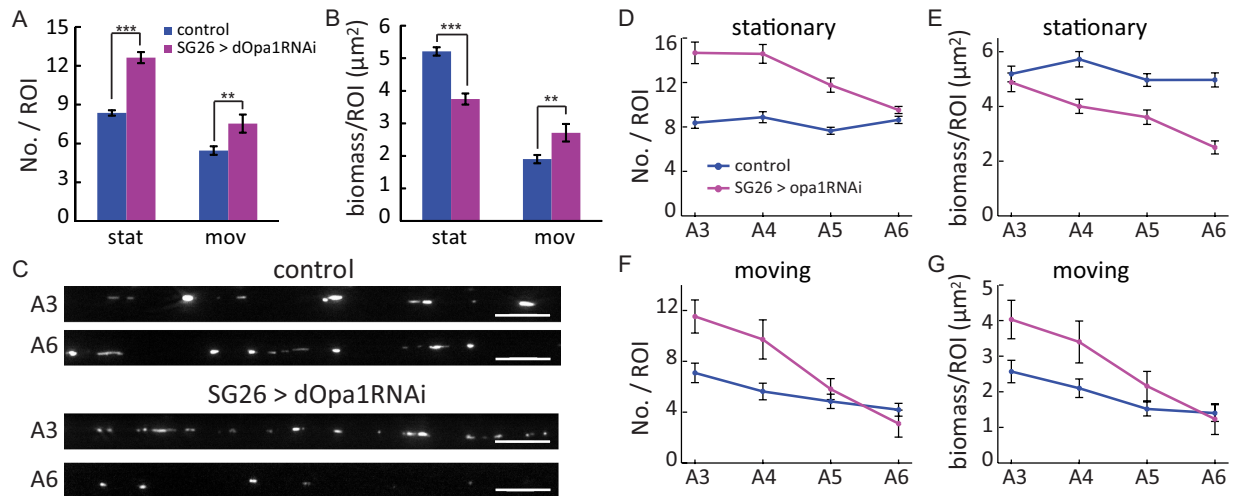 A
No. / ROI
15
12
9
6
3
0
***
**
control
SG26 > dOpa1RNAi
stat
mov
B
biomass/ROI (μm²)
6
5
4
3
2
1
0
***
**
stat
mov
C
control
A3
A6
SG26 > dOpa1RNAi
A3
A6
D
stationary
No. / ROI
16
12
8
4
0
control
SG26 > opa1RNAi
A3 A4 A5 A6
E
stationary
biomass/ROI (μm²)
6
4
2
0
A3 A4 A5 A6
F
moving
No. / ROI
12
8
4
0
A3 A4 A5 A6
G
moving
biomass/ROI (μm²)
5
4
3
2
1
0
A3 A4 A5 A6